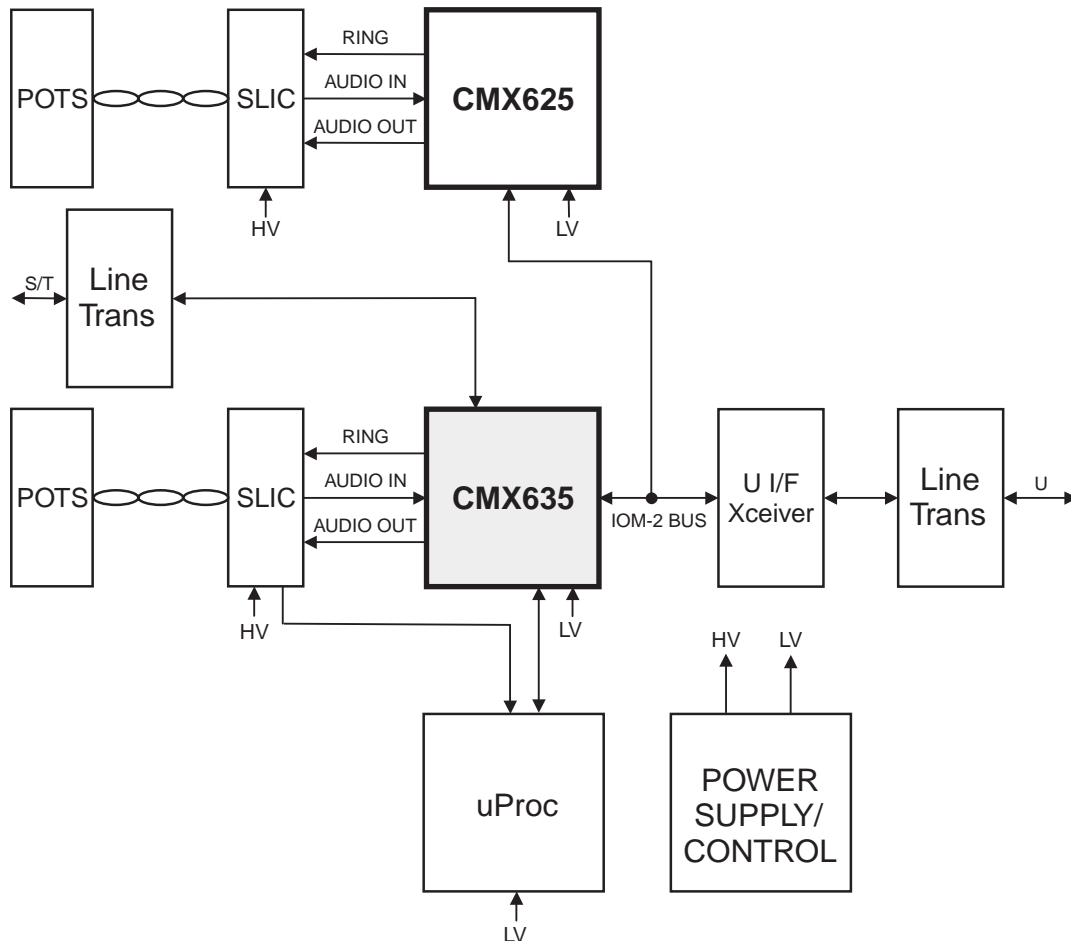 RING
POTS
SLIC
AUDIO IN
CMX625
AUDIO OUT
HV
LV
S/T
Line
Trans
RING
POTS
SLIC
AUDIO IN
CMX635
AUDIO OUT
IOM-2 BUS
U I/F
Xceiver
Line
Trans
U
HV
LV
HV
LV
uProc
POWER
SUPPLY/
CONTROL
LV